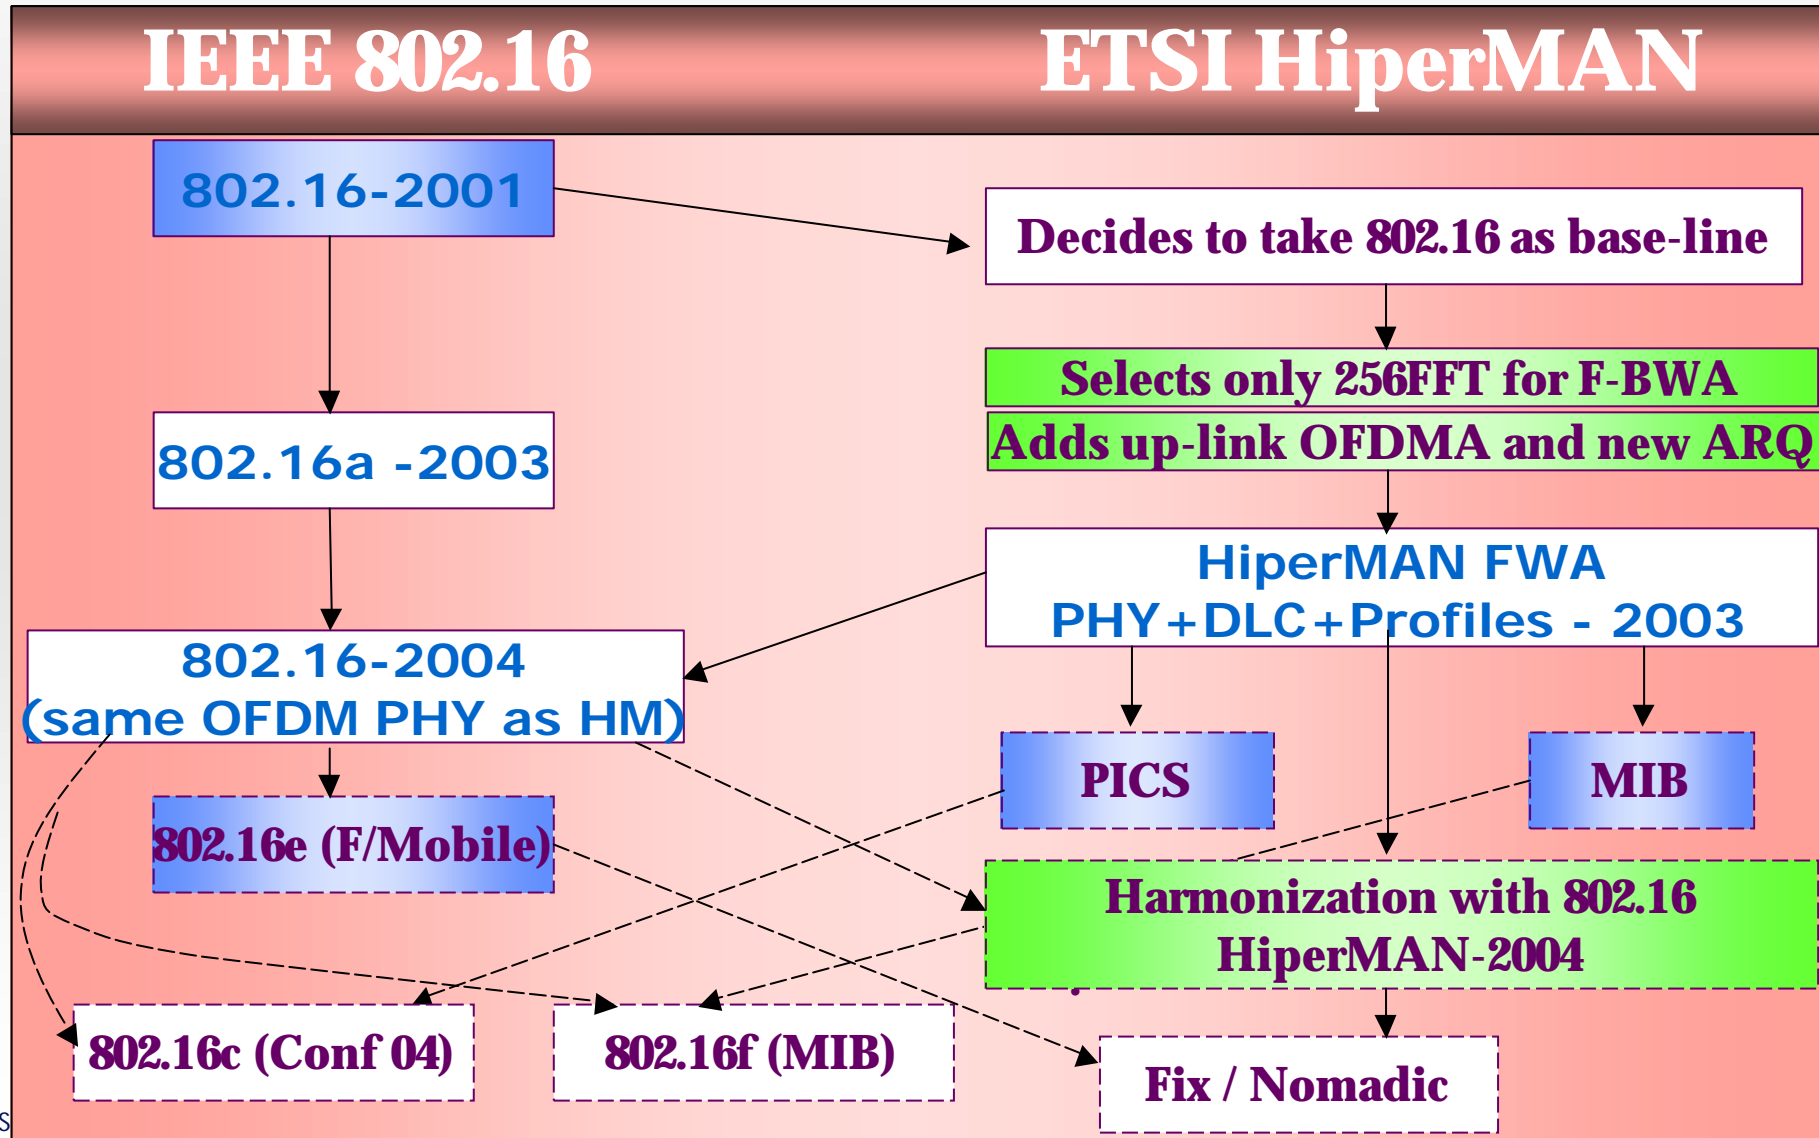 IEEE 802.16
ETSI HiperMAN
802.16-2001
Decides to take 802.16 as base-line
Selects only 256FFT for F-BWA
Adds up-link OFDMA and new ARQ
802.16a -2003
HiperMAN FWA
PHY+DLC+Profiles - 2003
802.16-2004
(same OFDM PHY as HM)
PICS
MIB
802.16e (F/Mobile)
Harmonization with 802.16
HiperMAN-2004
802.16c (Conf 04)
802.16f (MIB)
Fix / Nomadic
s